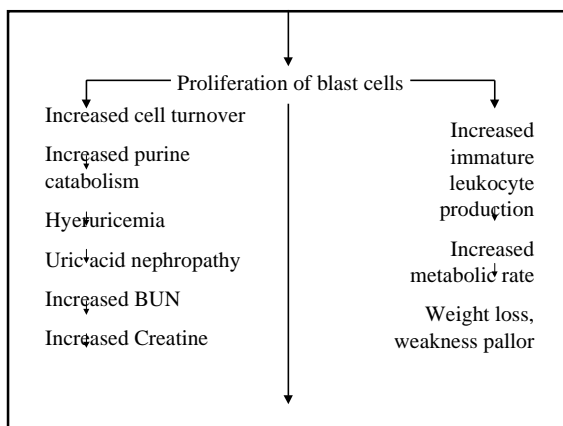 Proliferation of blast cells
Increased cell turnover
Increased purine
catabolism
Hyeruricemia
Uric acid nephropathy
Increased BUN
Increased Creatine
Increased
immature
leukocyte
production
Increased
metabolic rate
Weight loss,
weakness pallor